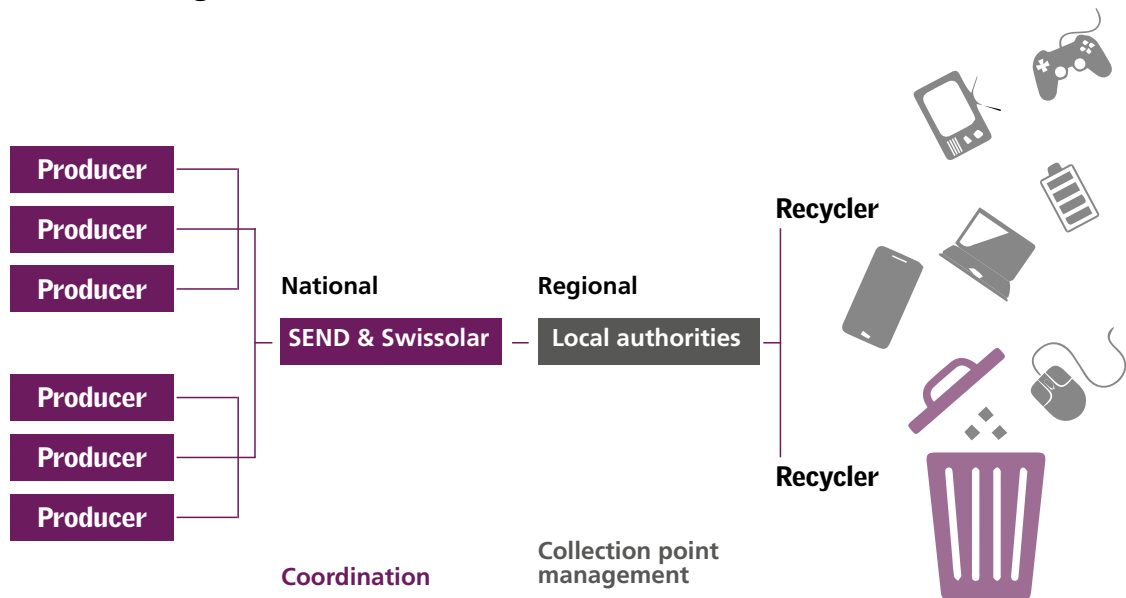 Producer
Producer
Producer
Producer
Producer
Producer
National
SEND & Swissolar
Coordination
Regional
Local authorities
Collection point
management
Recycler
Recycler